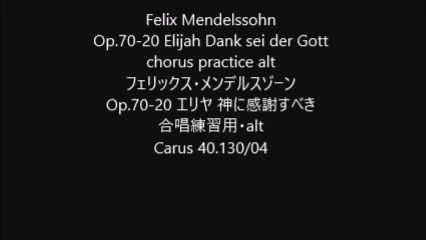 Felix Mendelssohn
Op.70-20 Elijah Dank sei der Gott
chorus practice alt
フェリックス・メンデルスゾーン
Op.70-20 エリヤ 神に感謝すべき
合唱練習用・alt
Carus 40.130/04